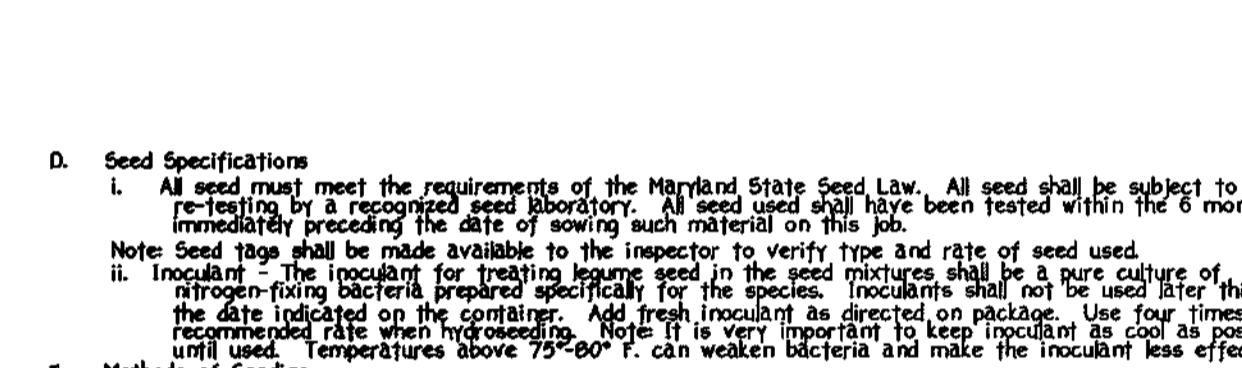 D. Seed Specifications
i. All seed must meet the requirements of the Maryland State Seed Law. All seed shall be subject to
re-testing by a recognized seed laboratory. All seed used shall have been tested within the 6 mon
immediately preceding the date of sowing such material on this job.
Note: Seed tags shall be made available to the inspector to verify type and rate of seed used.
ii. Inoculant - The inoculant for treating legume seed in the seed mixtures shall be a pure culture of
nitrogen-fixing bacteria prepared specifically for the species. Inoculants shall not be used later tha
the date indicated on the container. Add fresh inoculant as directed on package. Use four times
recommended rate when hydroseeding. Note: It is very important to keep inoculant as cool as pos
until used. Temperatures above 75°-80° F. can weaken bacteria and make the inoculant less effec